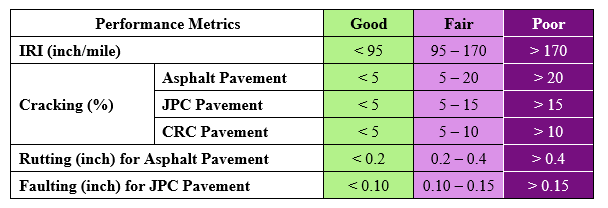 Performance Metrics Good Fair Poor
IRI (inch/mile) < 95 95 – 170 > 170
Cracking (%) Asphalt Pavement < 5 5 – 20 > 20
JPC Pavement < 5 5 – 15 > 15
CRC Pavement < 5 5 – 10 > 10
Rutting (inch) for Asphalt Pavement < 0.2 0.2 – 0.4 > 0.4
Faulting (inch) for JPC Pavement < 0.10 0.10 – 0.15 > 0.15